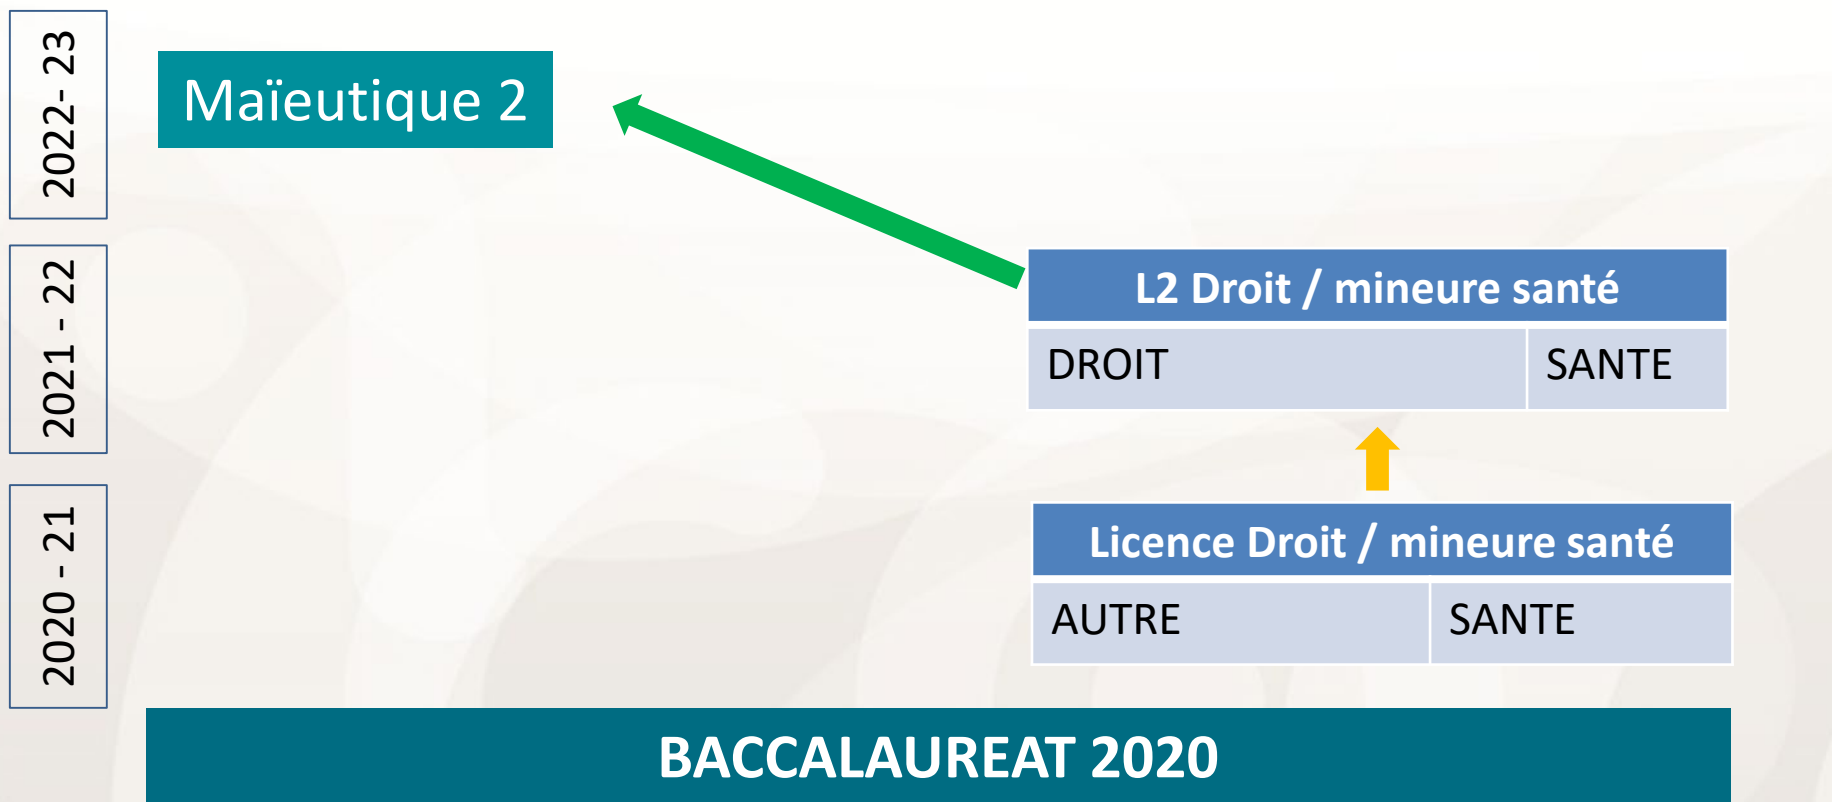 2022- 23
Maïeutique 2
2021 - 22
L2 Droit / mineure santé
DROIT
SANTE
2020 - 21
Licence Droit / mineure santé
AUTRE
SANTE
BACCALAUREAT 2020